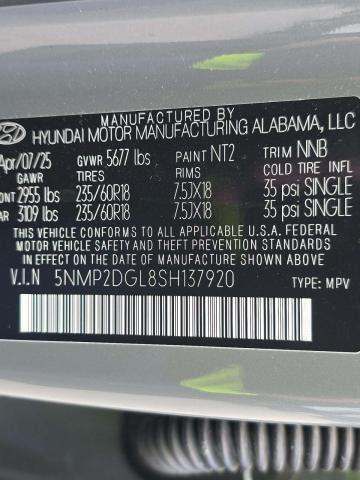 MANUFACTURED BY
HYUNDAI MOTOR MANUFACTURING ALABAMA, LLC
Apr/07/25 GVWR 5677 lbs PAINT NT2 TRIM NNB
GAWR TIRES RIMS COLD TIRE INFL
ONT 2955 lbs 235/60R18 7.5JX18 35 psi SINGLE
AR 3109 lbs 235/60R18 7.5JX18 35 psi SINGLE
THIS VEHICLE CONFORMS TO ALL APPLICABLE U.S.A. FEDERAL
MOTOR VEHICLE SAFETY BUMPER, AND THEFT PREVENTION
STANDARDS IN EFFECT ON THE DATE OF MANUFACTURE SHOWN ABOVE.
V.I.N 5NMP2DGL8SH137920
TYPE: MPV